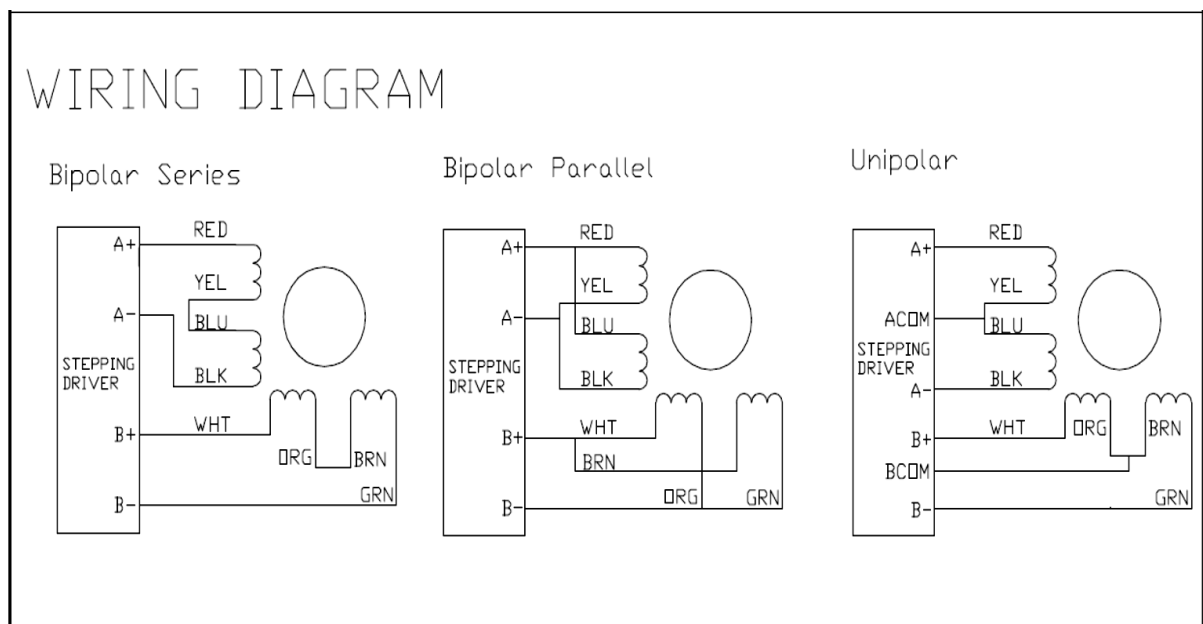 WIRING DIAGRAM
Bipolar Series
A+
RED
YEL
A-
BLU
STEPPING
DRIVER
BLK
B+
WHT
ORG
BRN
B-
GRN
Bipolar Parallel
A+
RED
YEL
A-
BLU
STEPPING
DRIVER
BLK
B+
WHT
BRN
ORG
GRN
B-
Unipolar
A+
RED
YEL
ACOM
BLU
STEPPING
DRIVER
A-
BLK
B+
WHT
ORG
BRN
BCOM
B-
GRN